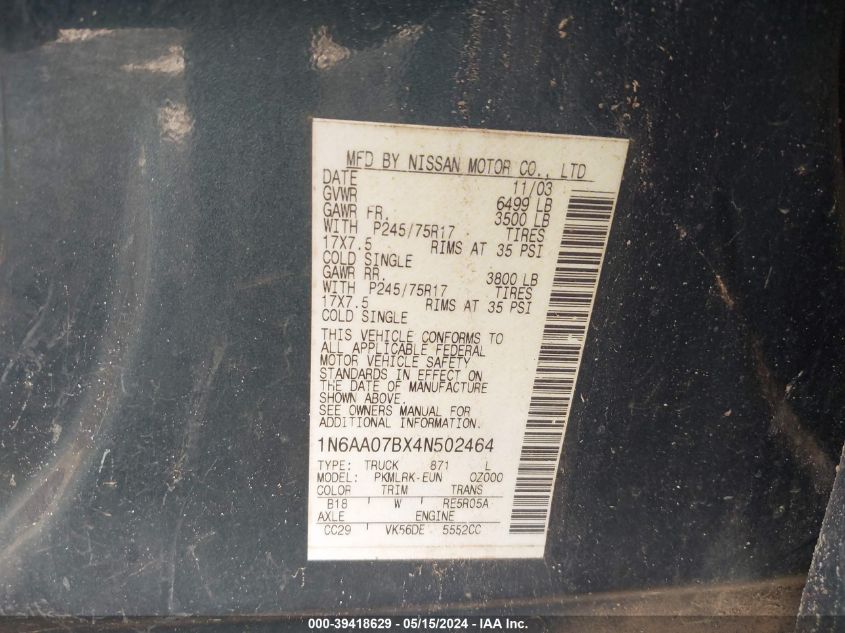 MFD BY NISSAN MOTOR CO., LTD
DATE 11/03
GVWR 6499 LB
GAWR FR. 3500 LB
WITH P245/75R17 TIRES
17X7.5 RIMS AT 35 PSI
COLD SINGLE
GAWR RR. 3800 LB
WITH P245/75R17 TIRES
17X7.5 RIMS AT 35 PSI
COLD SINGLE
THIS VEHICLE CONFORMS TO
ALL APPLICABLE FEDERAL
MOTOR VEHICLE SAFETY
STANDARDS IN EFFECT ON
THE DATE OF MANUFACTURE
SHOWN ABOVE.
SEE OWNERS MANUAL FOR
ADDITIONAL INFORMATION.
1N6AA07BX4N502464
TYPE: TRUCK 871 L
MODEL: PKMLRK-EUN OZ000
COLOR TRIM TRANS
B18 W RE5R05A
AXLE ENGINE
CC29 VK56DE 5552CC
000-39418629 - 05/15/2024 - IAA Inc.